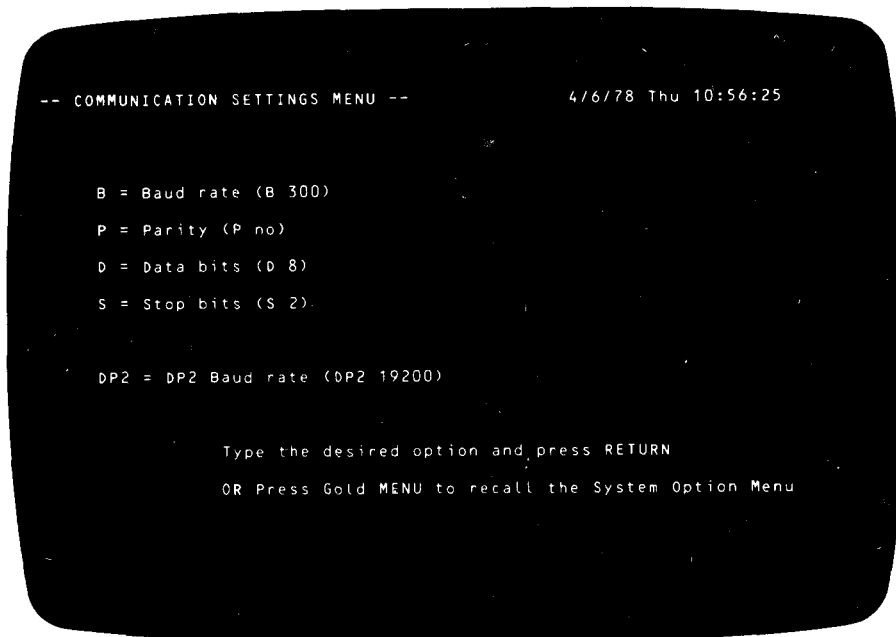 -- COMMUNICATION SETTINGS MENU -- 4/6/78 Thu 10:56:25
B = Baud rate (B 300)
P = Parity (P no)
D = Data bits (D 8)
S = Stop bits (S 2)
DP2 = DP2 Baud rate (DP2 19200)
Type the desired option and press RETURN
OR Press Gold MENU to recall the System Option Menu